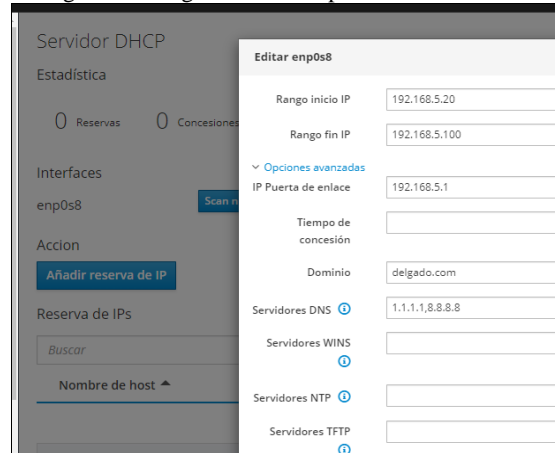 Servidor DHCP
Estadística
0 Reservas 0 Concesiones
Interfaces
enp0s8
Scan n
Accion
Añadir reserva de IP
Reserva de IPs
Buscar
Nombre de host
Editar enp0s8
Rango inicio IP 192.168.5.20
Rango fin IP 192.168.5.100
Opciones avanzadas
IP Puerta de enlace 192.168.5.1
Tiempo de
concesión
Dominio delgado.com
Servidores DNS 1.1.1.1,8.8.8.8
Servidores WINS
Servidores NTP
Servidores TFTP